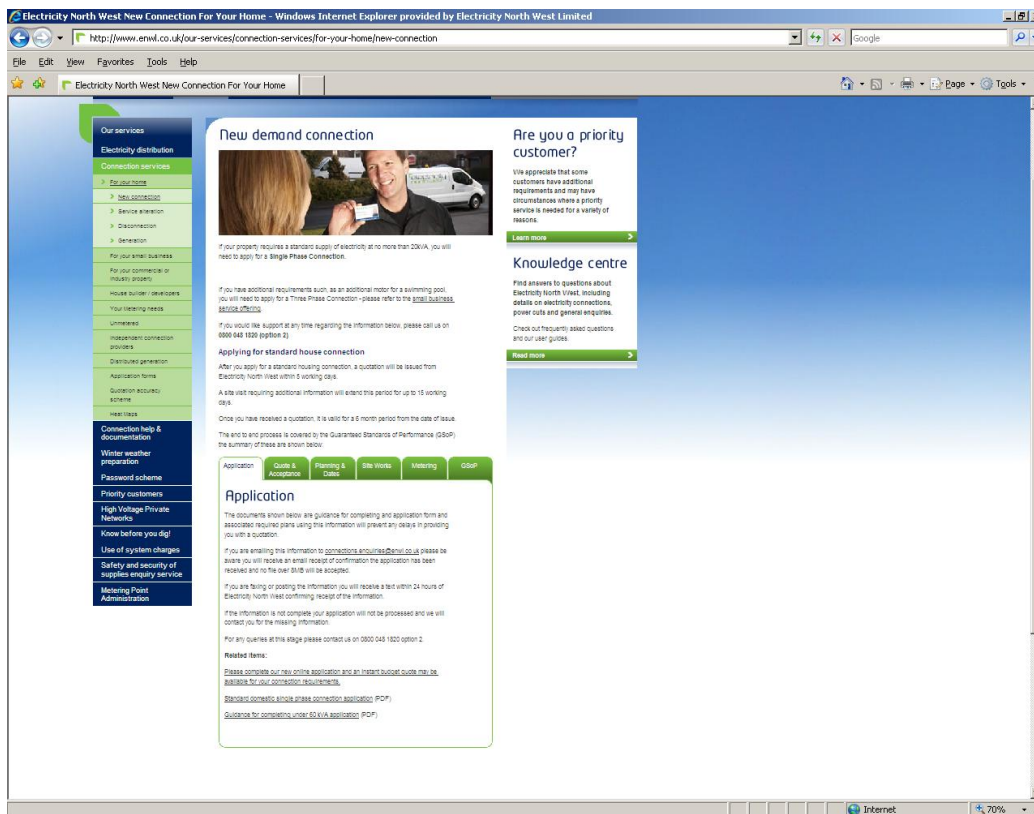 Electricity North West New Connection For Your Home - Windows Internet Explorer provided by Electricity North West Limited
http://www.enwl.co.uk/our-services/connection-services/for-your-home/new-connection
Google
File Edit View Favorites Tools Help
Electricity North West New Connection For Your Home
Page Tools
Our services
Electricity distribution
Connection services
For your home
New connection
Service alteration
Disconnection
Generation
For your small business
For your commercial or
industry property
House builder / developers
Your Metering needs
Unmetered
Independent connection
providers
Distributed generation
Application forms
Quotation accuracy
scheme
Heat Maps
Connection help &
documentation
Winter weather
preparation
Password scheme
Priority customers
High Voltage Private
Networks
Know before you dig!
Use of system charges
Safety and security of
supplies enquiry service
Metering Point
Administration
New demand connection
If your property requires a standard supply of electricity at no more than 20kVA, you will
need to apply for a Single Phase Connection.
If you have additional requirements such, as an additional motor for a swimming pool,
you will need to apply for a Three Phase Connection - please refer to the small business
service offering.
If you would like support at any time regarding the information below, please call us on
0800 048 1820 (option 2)
Applying for standard house connection
After you apply for a standard housing connection, a quotation will be issued from
Electricity North West within 5 working days.
A site visit requiring additional information will extend this period for up to 15 working
days.
Once you have received a quotation, it is valid for a 6 month period from the date of issue.
The end to end process is covered by the Guaranteed Standards of Performance (GSoP)
the summary of these are shown below:
Application
Quote &
Acceptance
Planning &
Dates
Site Works
Metering
GSoP
Application
The documents shown below are guidance for completing and application form and
associated required plans using this information will prevent any delays in providing
you with a quotation.
If you are emailing this information to connections.enquiries@enwl.co.uk please be
aware you will receive an email receipt of confirmation the application has been
received and no file over 8MB will be accepted.
If you are faxing or posting the information you will receive a text within 24 hours of
Electricity North West confirming receipt of the information.
If the information is not complete your application will not be processed and we will
contact you for the missing information.
For any queries at this stage please contact us on 0800 048 1820 option 2.
Related items:
Please complete our new online application and an instant budget quote may be
available for your connection requirements.
Standard domestic single phase connection application (PDF)
Guidance for completing under 60 kVA application (PDF)
Are you a priority
customer?
We appreciate that some
customers have additional
requirements and may have
circumstances where a priority
service is needed for a variety of
reasons.
Learn more
Knowledge centre
Find answers to questions about
Electricity North West, including
details on electricity connections,
power cuts and general enquiries.
Check out frequently asked questions
and our user guides.
Read more
Internet
70%